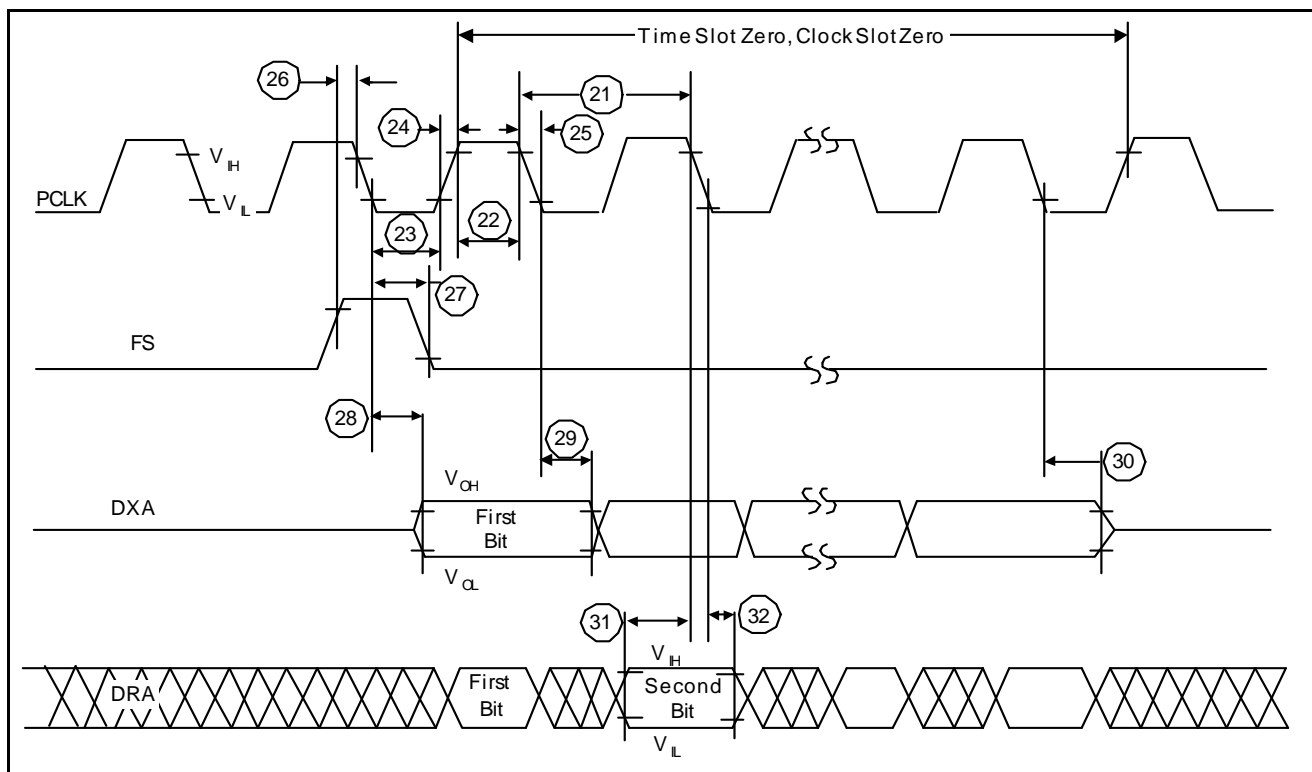 Time Slot Zero, Clock Slot Zero
26
21
24
25
V IH
PCLK
V IL
23
22
27
FS
28
29
30
V OH
DXA
First
Bit
V OL
31
32
V IH
DRA
First
Bit
Second
Bit
V IL